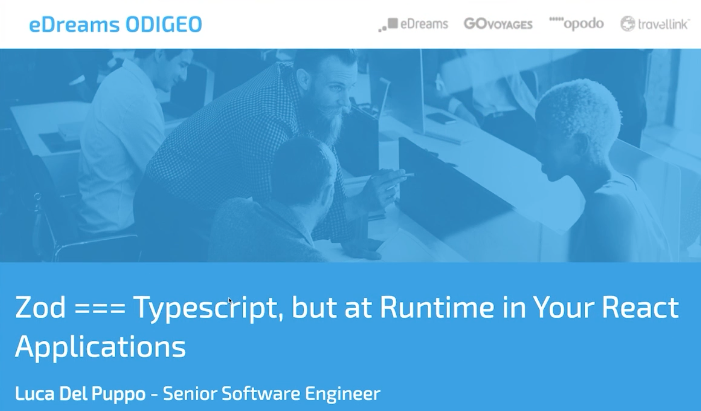 eDreams ODIGEO
eDreams GOVOYAGES opodo travellink
Zod === Typescript, but at Runtime in Your React
Applications
Luca Del Puppo - Senior Software Engineer